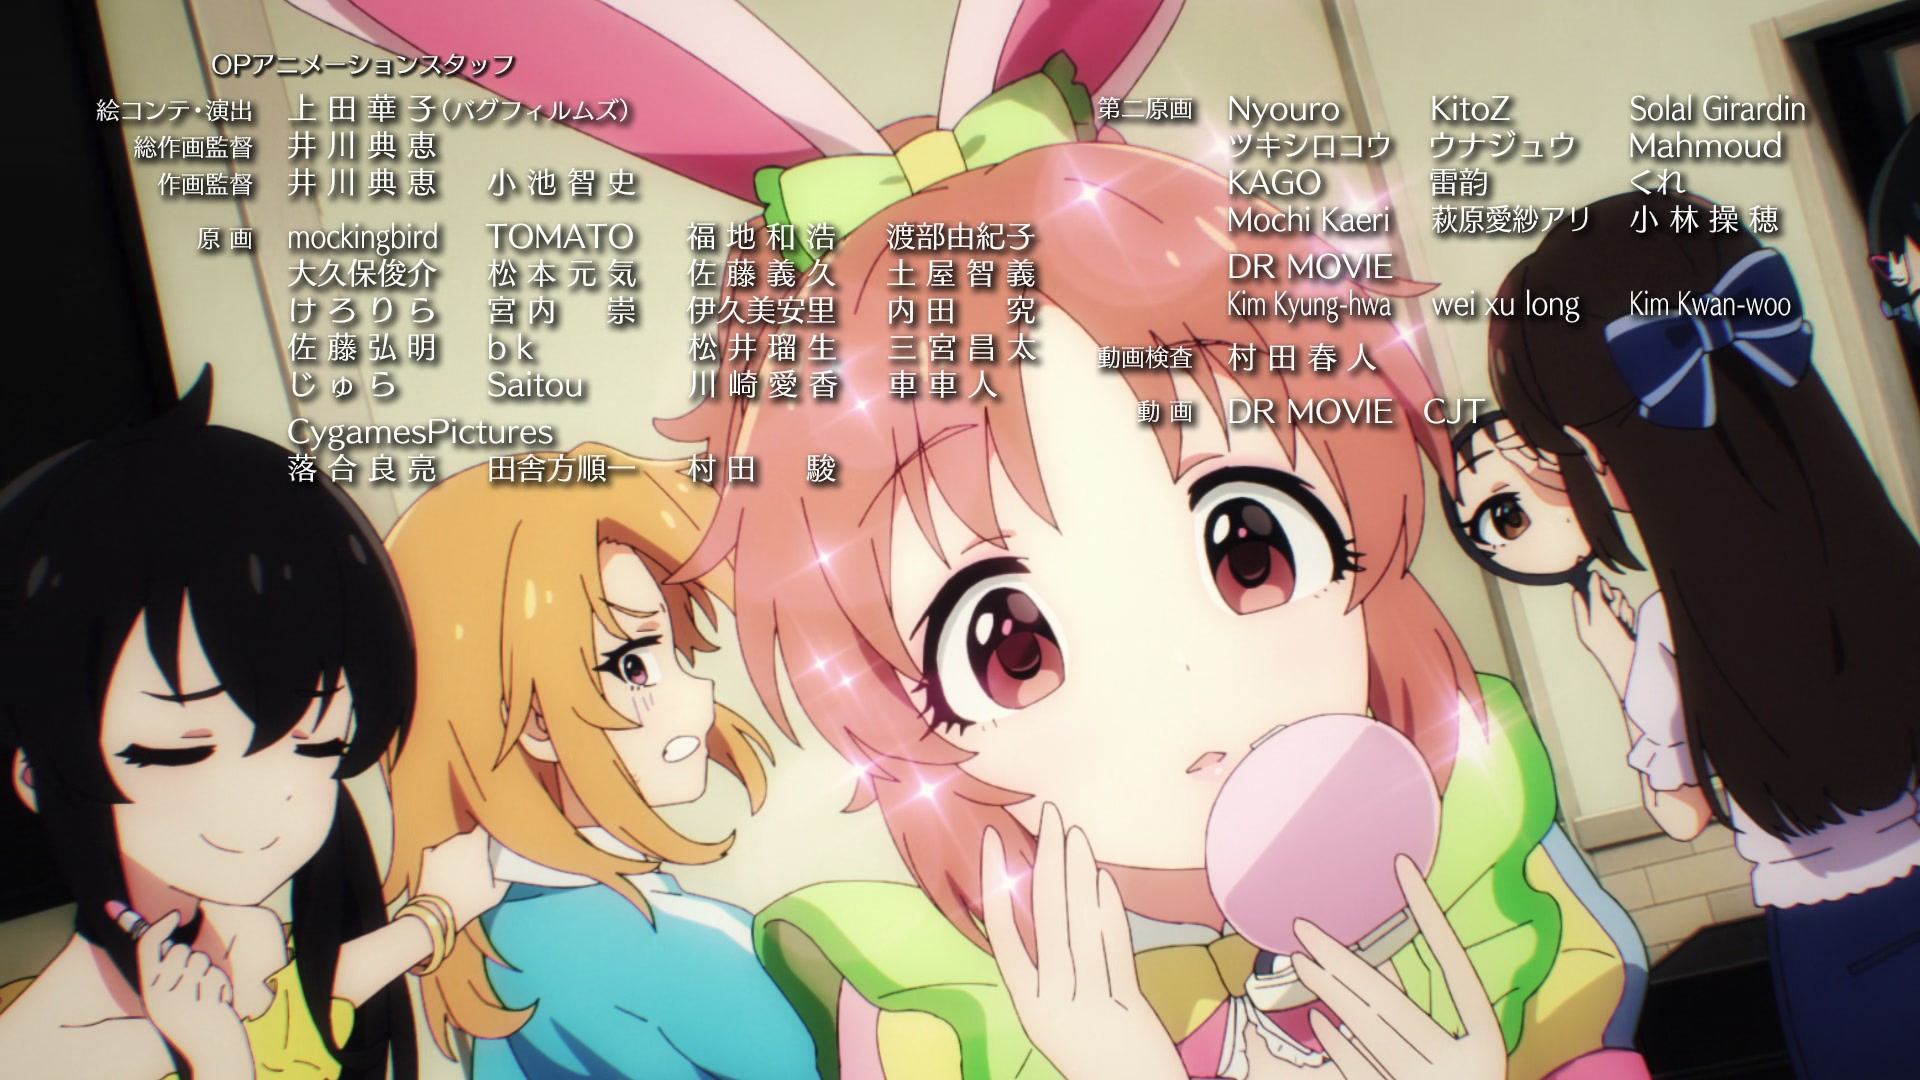 OPアニメーションスタッフ
絵コンテ・演出 上田華子(バグフィルムズ)
総作画監督 井川典恵
作画監督 井川典恵 小池智史
原画 mockingbird TOMATO 福地和浩 渡部由紀子
大久保俊介 松本元気 佐藤義久 土屋智義
けろりら 宮内崇 伊久美安里 内田究
佐藤弘明 bk 松井瑠生 三宮昌太
じゅら Saitou 川崎愛香 車車人
CygamesPictures
落合良亮 田舎方順一 村田駿
第二原画 Nyouro KitoZ Solal Girardin
ツキシロコウ ウナジュウ Mahmoud
KAGO 雷韵 くれ
Mochi Kaeri 萩原愛紗アリ 小林操穂
DR MOVIE
Kim Kyung-hwa wei xu long Kim Kwan-woo
動画検査 村田春人
動画 DR MOVIE CJT